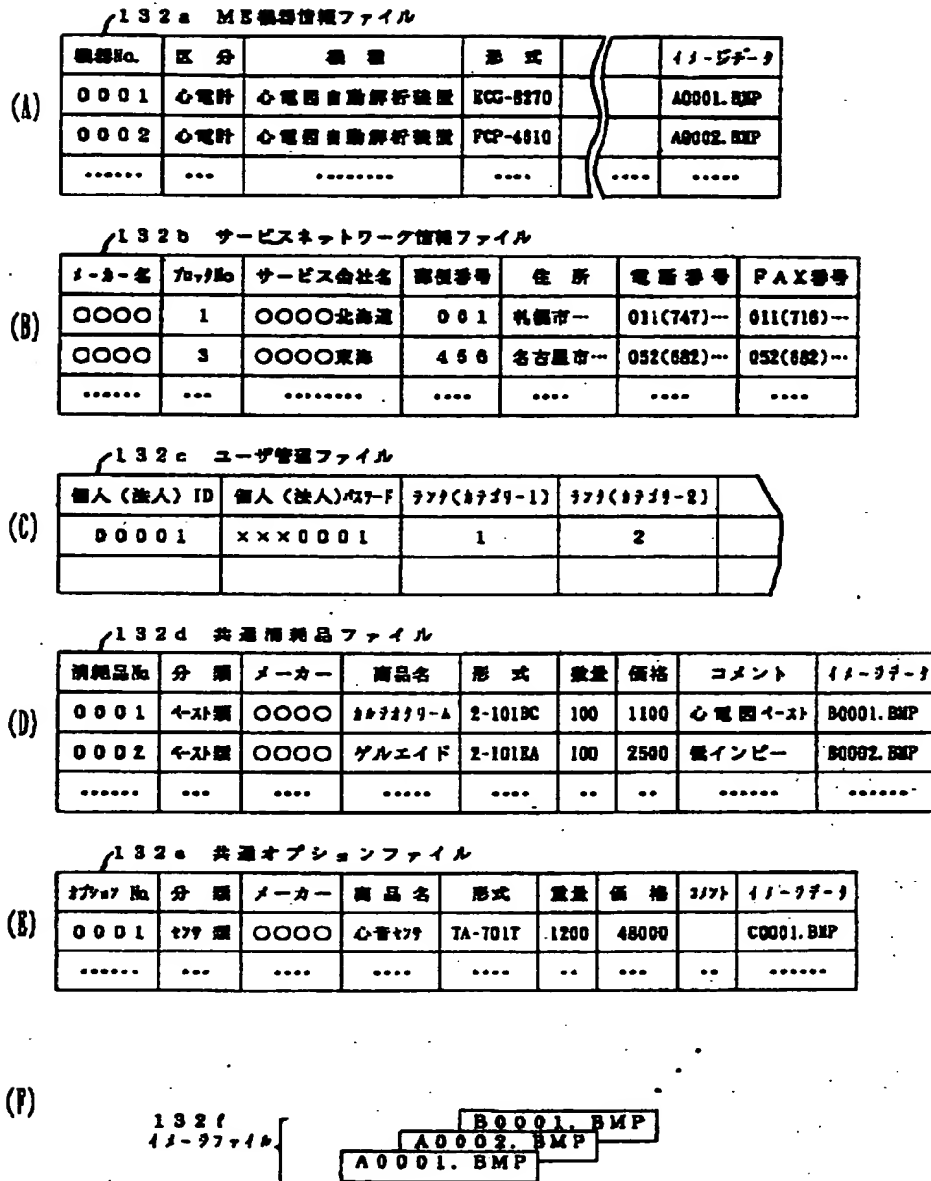 132a ME機器情報ファイル
(A)
機器No. 区分 機種 形式 イメージデータ
0001 心電計 心電図自動解析装置 ECG-8270 A0001.BMP
0002 心電計 心電図自動解析装置 FCP-4610 A0002.BMP
‥‥‥ … ‥‥‥‥ ‥‥ ‥‥ ‥‥‥
132b サービスネットワーク情報ファイル
(B)
メーカー名 ブロックNo サービス会社名 郵便番号 住所 電話番号 FAX番号
○○○○ 1 ○○○○北海道 001 札幌市… 011(747)… 011(716)…
○○○○ 3 ○○○○東海 456 名古屋市… 052(682)… 052(682)…
‥‥‥ … ‥‥‥‥ ‥‥ ‥‥ ‥‥ ‥‥
132c ユーザ管理ファイル
(C)
個人(法人)ID 個人(法人)パスワード ランク(カテゴリー1) ランク(カテゴリー2)
00001 ×××0001 1 2
132d 共通消耗品ファイル
(D)
消耗品No 分類 メーカー 商品名 形式 数量 価格 コメント イメージデータ
0001 ペースト類 ○○○○ カルジオクリーム 2-101BC 100 1100 心電図ペースト B0001.BMP
0002 ペースト類 ○○○○ ゲルエイド 2-101EA 100 2500 低インピー B0002.BMP
‥‥‥ … ‥‥ ‥‥‥ ‥‥ ‥ ‥ ‥‥‥ ‥‥‥
132e 共通オプションファイル
(E)
オプション No. 分類 メーカー 商品名 形式 重量 価格 コメント イメージデータ
0001 センサ類 ○○○○ 心音センサ TA-701T 1200 48000 C0001.BMP
‥‥‥ … ‥‥ ‥‥ ‥‥ ‥ … ‥ ‥‥‥
(F)
132f
イメージファイル
B0001.BMP
A0002.BMP
A0001.BMP